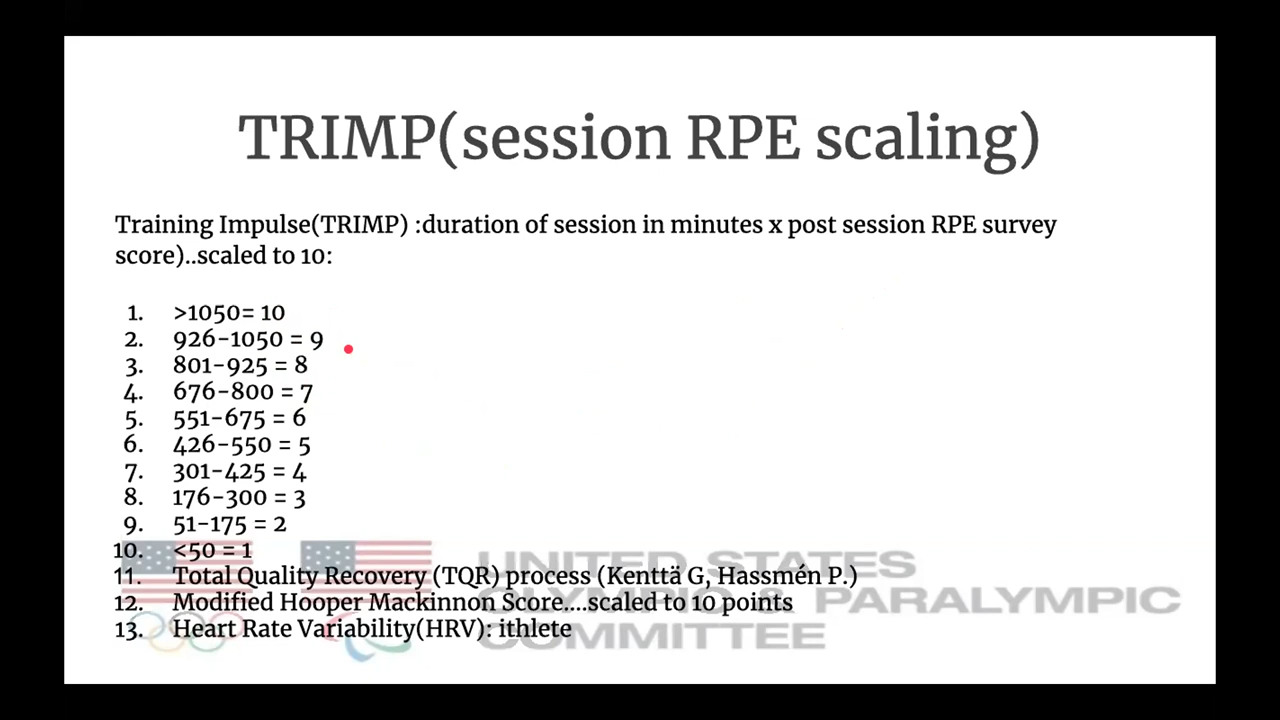 TRIMP(session RPE scaling)
Training Impulse(TRIMP) :duration of session in minutes x post session RPE survey
score)..scaled to 10:
1. >1050= 10
2. 926-1050 = 9
3. 801-925 = 8
4. 676-800 = 7
5. 551-675 = 6
6. 426-550 = 5
7. 301-425 = 4
8. 176-300 = 3
9. 51-175 = 2
10. <50 = 1
11. Total Quality Recovery (TQR) process (Kenttä G, Hassmén P.)
12. Modified Hooper Mackinnon Score....scaled to 10 points
13. Heart Rate Variability(HRV): ithlete
UNITED STATES
OLYMPIC & PARALYMPIC
COMMITTEE